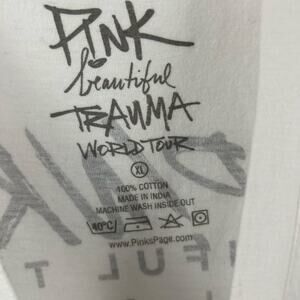 P!NK
beautiful
TRAUMA
WORLD TOUR
XL
100% COTTON
MADE IN INDIA
MACHINE WASH INSIDE OUT
40°C
www.PinksPage.com